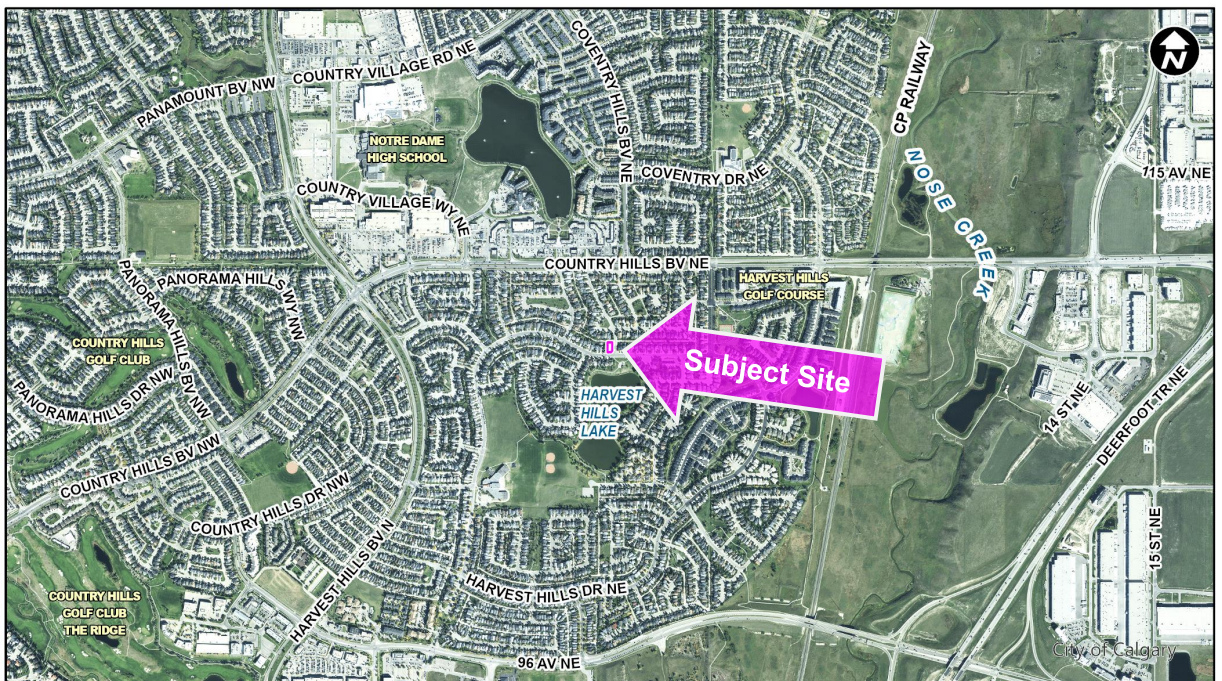 COUNTRY VILLAGE RD NE
PANAMOUNT BV NW
COVENTRY HILLS BV NE
CP RAILWAY
N
NOTRE DAME
HIGH SCHOOL
COVENTRY DR NE
115 AV NE
NOSE CREEK
COUNTRY VILLAGE WY NE
COUNTRY HILLS BV NE
PANORAMA HILLS WY NW
PANORAMA HILLS BV NW
HARVEST HILLS
GOLF COURSE
COUNTRY HILLS
GOLF CLUB
Subject Site
PANORAMA HILLS DR NW
HARVEST
HILLS
LAKE
14 ST NE
DEERFOOT TR NE
COUNTRY HILLS BV NW
COUNTRY HILLS DR NW
HARVEST HILLS BV N
HARVEST HILLS DR NE
15 ST NE
COUNTRY HILLS
GOLF CLUB
THE RIDGE
96 AV NE
City of Calgary